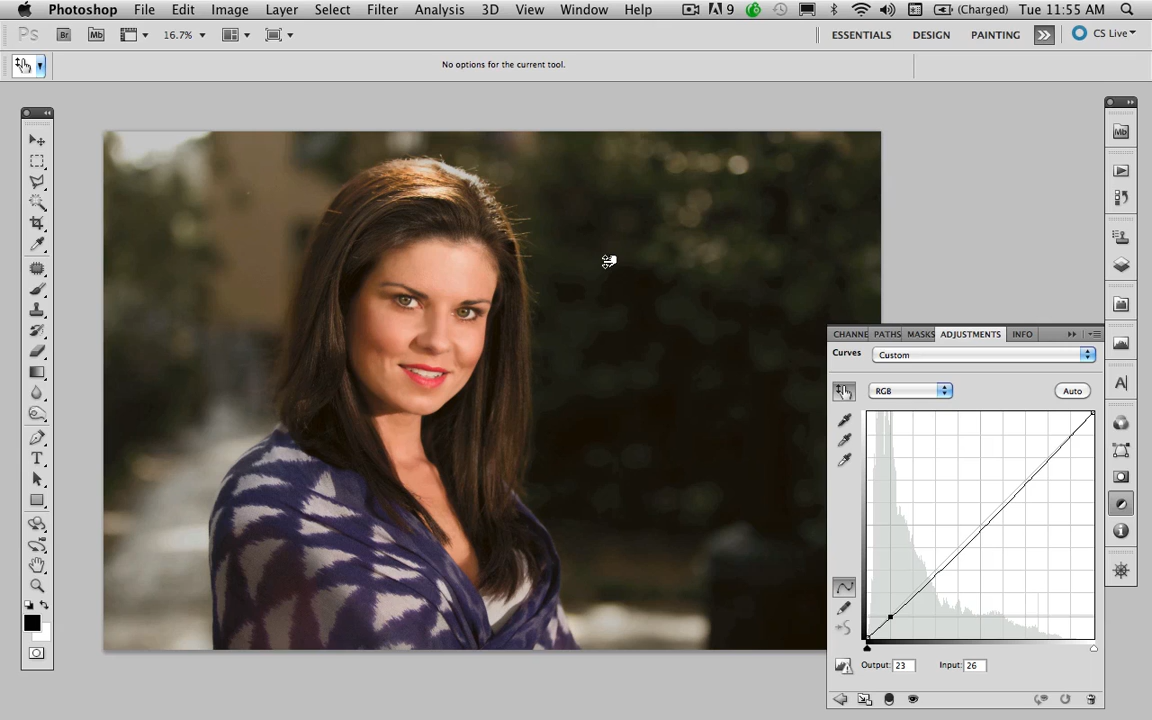 Photoshop File Edit Image Layer Select Filter Analysis 3D View Window Help 9 (Charged) Tue 11:55 AM
Ps Br Mb 16.7% ESSENTIALS DESIGN PAINTING CS Live
No options for the current tool.
Mb
CHANNE PATHS MASKS ADJUSTMENTS INFO
Curves Custom
RGB Auto
A
T
Output: 23 Input: 26